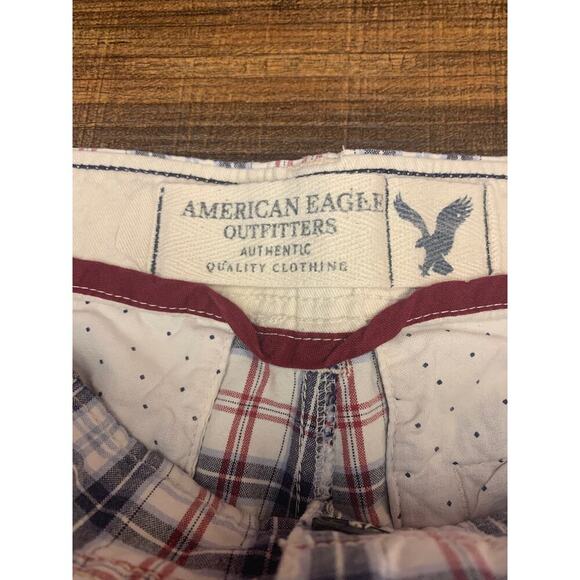 AMERICAN EAGLE
OUTFITTERS
AUTHENTIC
QUALITY CLOTHING